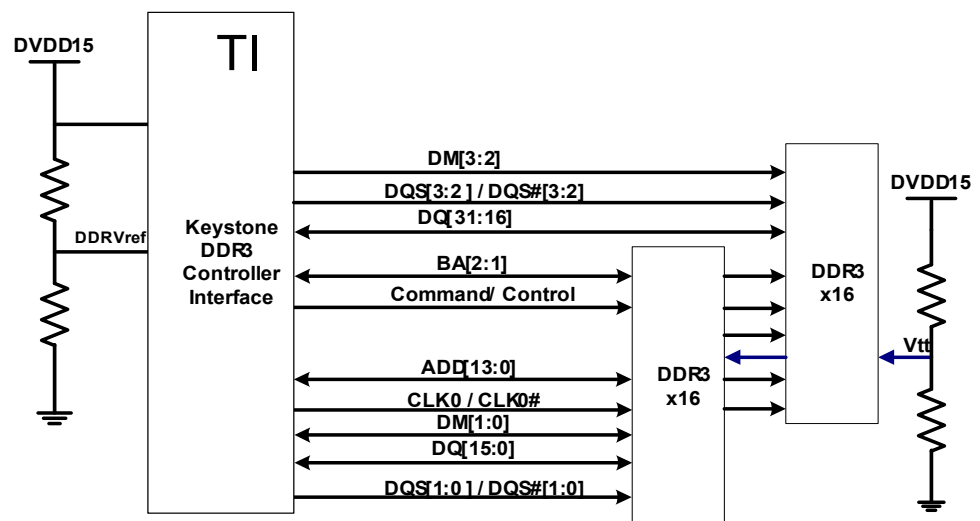 TI
DVDD15
DM[3:2]
DQS[3:2] / DQS#[3:2]
DQ[31:16]
DVDD15
DDRVref
Keystone
DDR3
Controller
Interface
BA[2:1]
Command/ Control
DDR3
x16
Vtt
ADD[13:0]
DDR3
x16
CLK0 / CLK0#
DM[1:0]
DQ[15:0]
DQS[1:0] / DQS#[1:0]